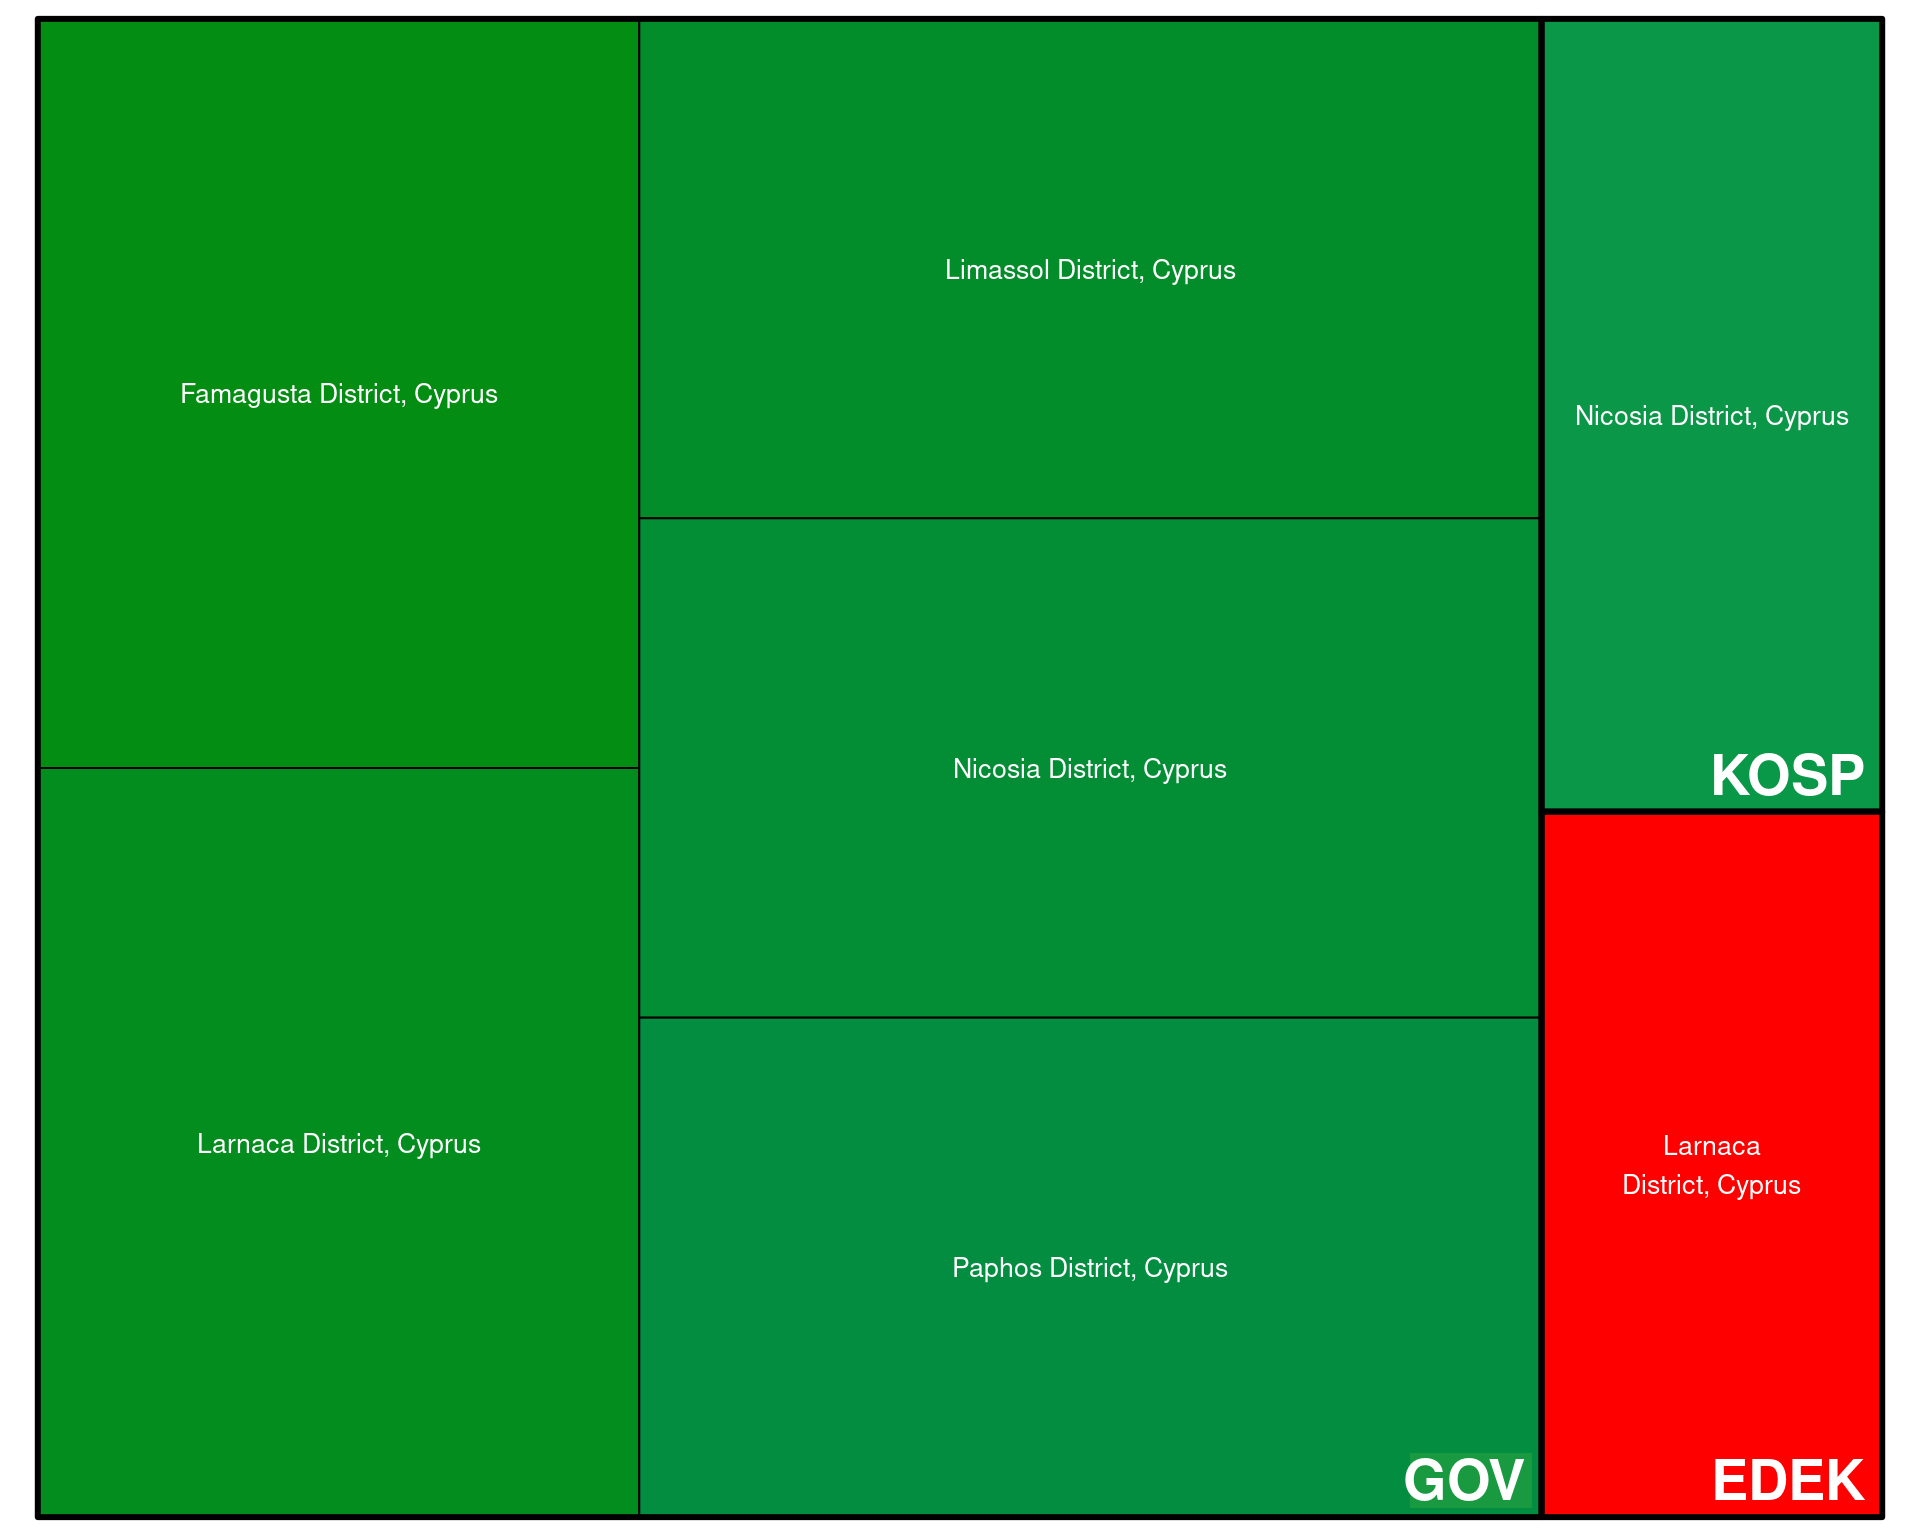 Famagusta District, Cyprus
Larnaca District, Cyprus
Limassol District, Cyprus
Nicosia District, Cyprus
Paphos District, Cyprus
GOV
Nicosia District, Cyprus
KOSP
Larnaca
District, Cyprus
EDEK